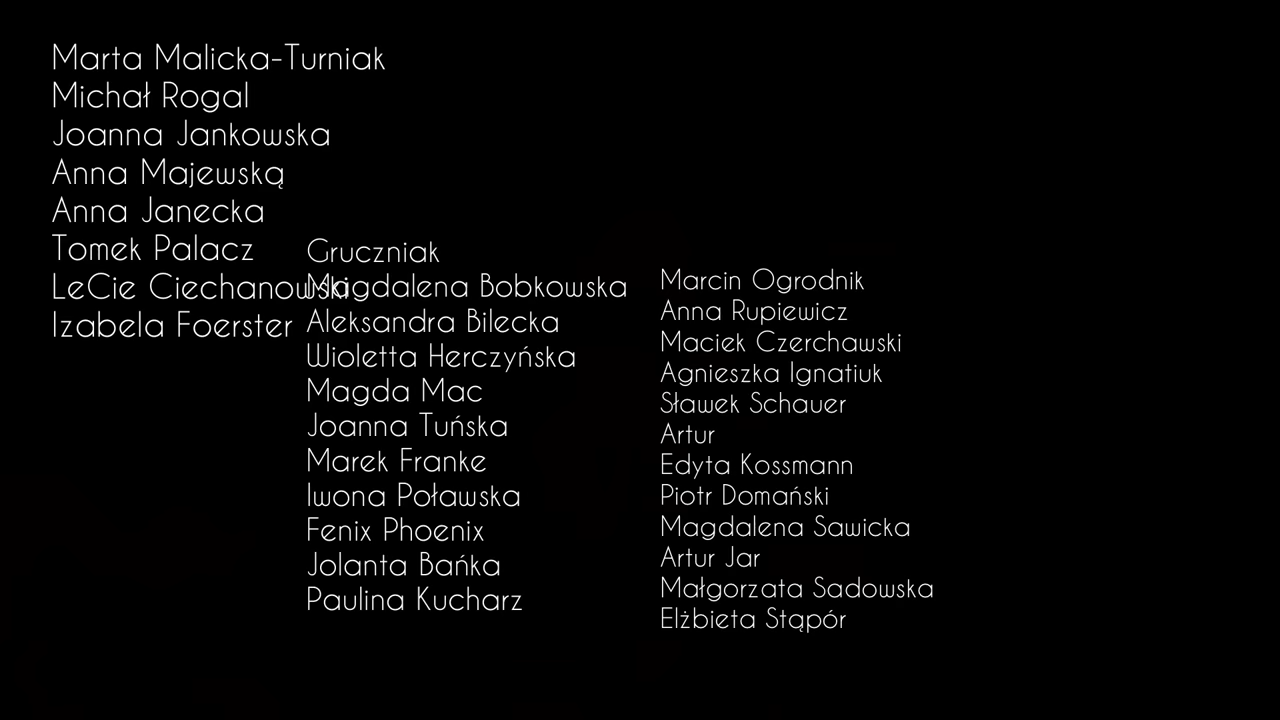 Marta Malicka-Turniak
Michał Rogal
Joanna Jankowska
Anna Majewską
Anna Janecka
Tomek Palacz
LeCie Ciechanowski
Izabela Foerster
Gruczniak
Magdalena Bobkowska
Aleksandra Bilecka
Wioletta Herczyńska
Magda Mac
Joanna Tuńska
Marek Franke
Iwona Poławska
Fenix Phoenix
Jolanta Bańka
Paulina Kucharz
Marcin Ogrodnik
Anna Rupiewicz
Maciek Czerchawski
Agnieszka Ignatiuk
Sławek Schauer
Artur
Edyta Kossmann
Piotr Domański
Magdalena Sawicka
Artur Jar
Małgorzata Sadowska
Elżbieta Stąpór